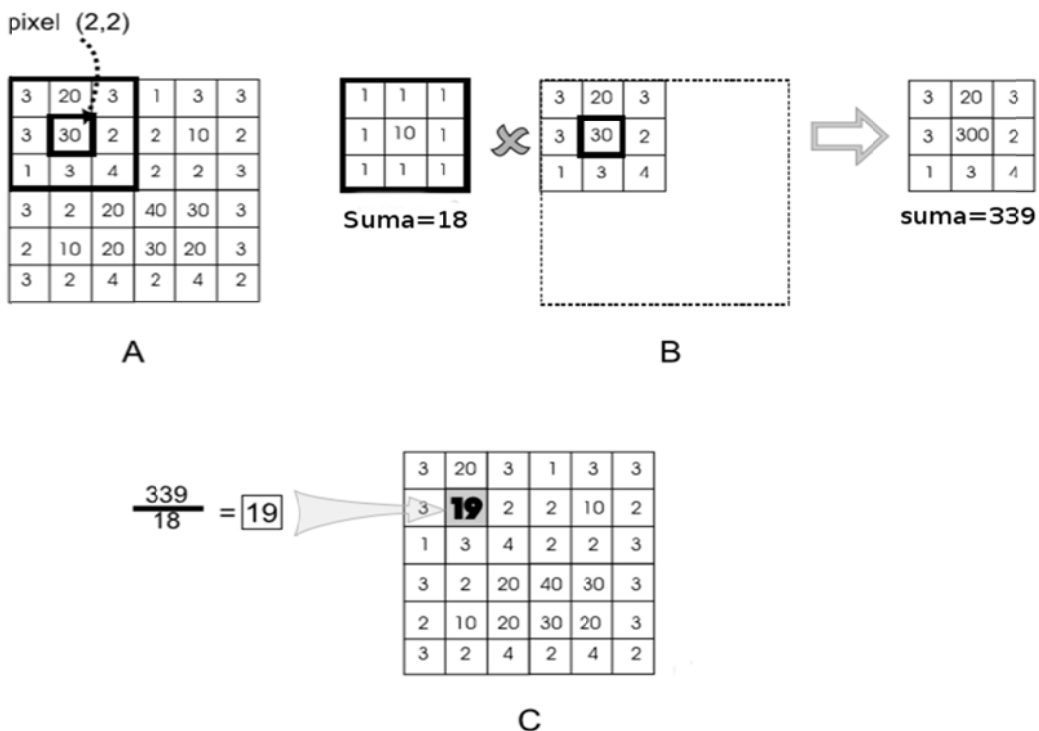 pixel (2,2)
3 20 3 1 3 3
3 30 2 2 10 2
1 3 4 2 2 3
3 2 20 40 30 3
2 10 20 30 20 3
3 2 4 2 4 2
A
1 1 1
1 10 1
1 1 1
Suma=18
3 20 3
3 30 2
1 3 4
B
3 20 3
3 300 2
1 3 4
suma=339
339
18
= 19
3 20 3 1 3 3
3 19 2 2 10 2
1 3 4 2 2 3
3 2 20 40 30 3
2 10 20 30 20 3
3 2 4 2 4 2
C